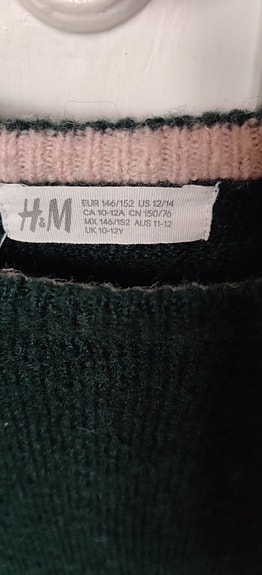 H&M
EUR 146/152 US 12/14
CA 10-12A CN 150/76
MX 146/152 AUS 11-12
UK 10-12Y